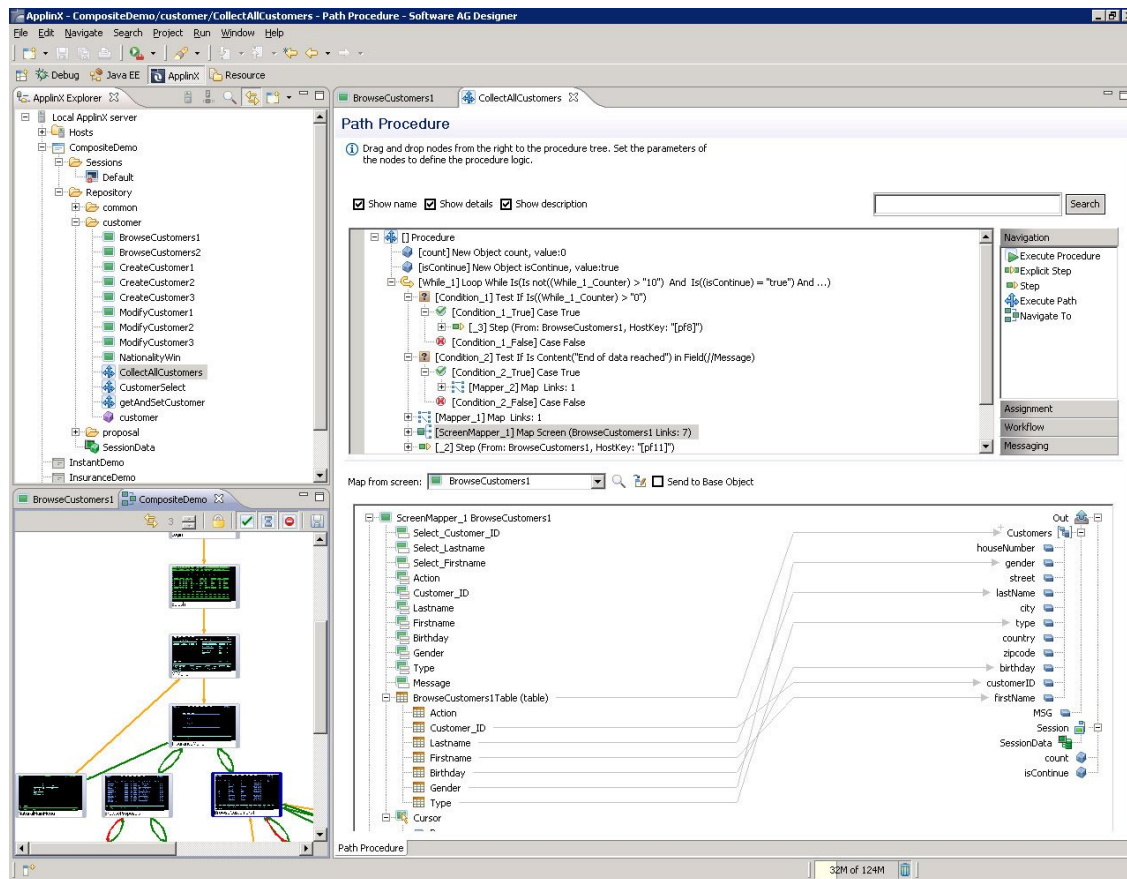 ApplinX - CompositeDemo/customer/CollectAllCustomers - Path Procedure - Software AG Designer
File Edit Navigate Search Project Run Window Help
Debug Java EE ApplinX Resource
ApplinX Explorer
Local ApplinX server
Hosts
CompositeDemo
Sessions
Default
Repository
common
customer
BrowseCustomers1
BrowseCustomers2
CreateCustomer1
CreateCustomer2
CreateCustomer3
ModifyCustomer1
ModifyCustomer2
ModifyCustomer3
NationalityWin
CollectAllCustomers
CustomerSelect
getAndSetCustomer
customer
proposal
SessionData
InstantDemo
InsuranceDemo
BrowseCustomers1 CompositeDemo
3
COM-PLETE
BrowseCustomers1 CollectAllCustomers
Path Procedure
Drag and drop nodes from the right to the procedure tree. Set the parameters of
the nodes to define the procedure logic.
Show name Show details Show description
Search
[] Procedure
[count] New Object count, value:0
[isContinue] New Object isContinue, value:true
[While_1] Loop While Is(Is not((While_1_Counter) > "10") And Is((isContinue) = "true") And ...)
[Condition_1] Test If Is((While_1_Counter) > "0")
[Condition_1_True] Case True
[_3] Step (From: BrowseCustomers1, HostKey: "[pf8]")
[Condition_1_False] Case False
[Condition_2] Test If Is Content("End of data reached") in Field(//Message)
[Condition_2_True] Case True
[Mapper_2] Map Links: 1
[Condition_2_False] Case False
[Mapper_1] Map Links: 1
[ScreenMapper_1] Map Screen (BrowseCustomers1 Links: 7)
[_2] Step (From: BrowseCustomers1, HostKey: "[pf11]")
Navigation
Execute Procedure
Explicit Step
Step
Execute Path
Navigate To
Assignment
Workflow
Messaging
Map from screen: BrowseCustomers1 Send to Base Object
ScreenMapper_1 BrowseCustomers1
Select_Customer_ID
Select_Lastname
Select_Firstname
Action
Customer_ID
Lastname
Firstname
Birthday
Gender
Type
Message
BrowseCustomers1Table (table)
Action
Customer_ID
Lastname
Firstname
Birthday
Gender
Type
Cursor
Out
Customers
houseNumber
gender
street
lastName
city
type
country
zipcode
birthday
customerID
firstName
MSG
Session
SessionData
count
isContinue
Path Procedure
32M of 124M